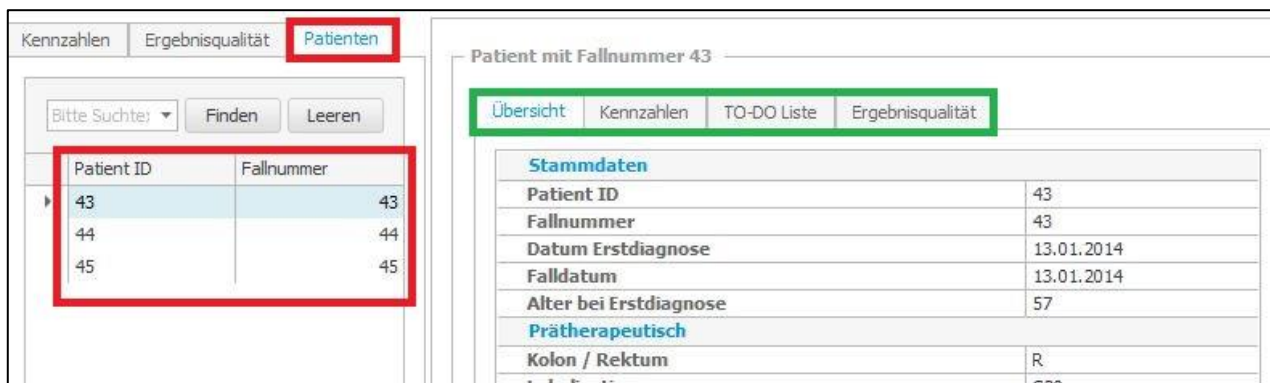 Kennzahlen Ergebnisqualität Patienten
Finden Leeren
Patient ID Fallnummer
43 43
44 44
45 45
Patient mit Fallnummer 43
Übersicht Kennzahlen TO-DO Liste Ergebnisqualität
Stammdaten
Patient ID 43
Fallnummer 43
Datum Erstdiagnose 13.01.2014
Falldatum 13.01.2014
Alter bei Erstdiagnose 57
Prätherapeutisch
Kolon / Rektum R